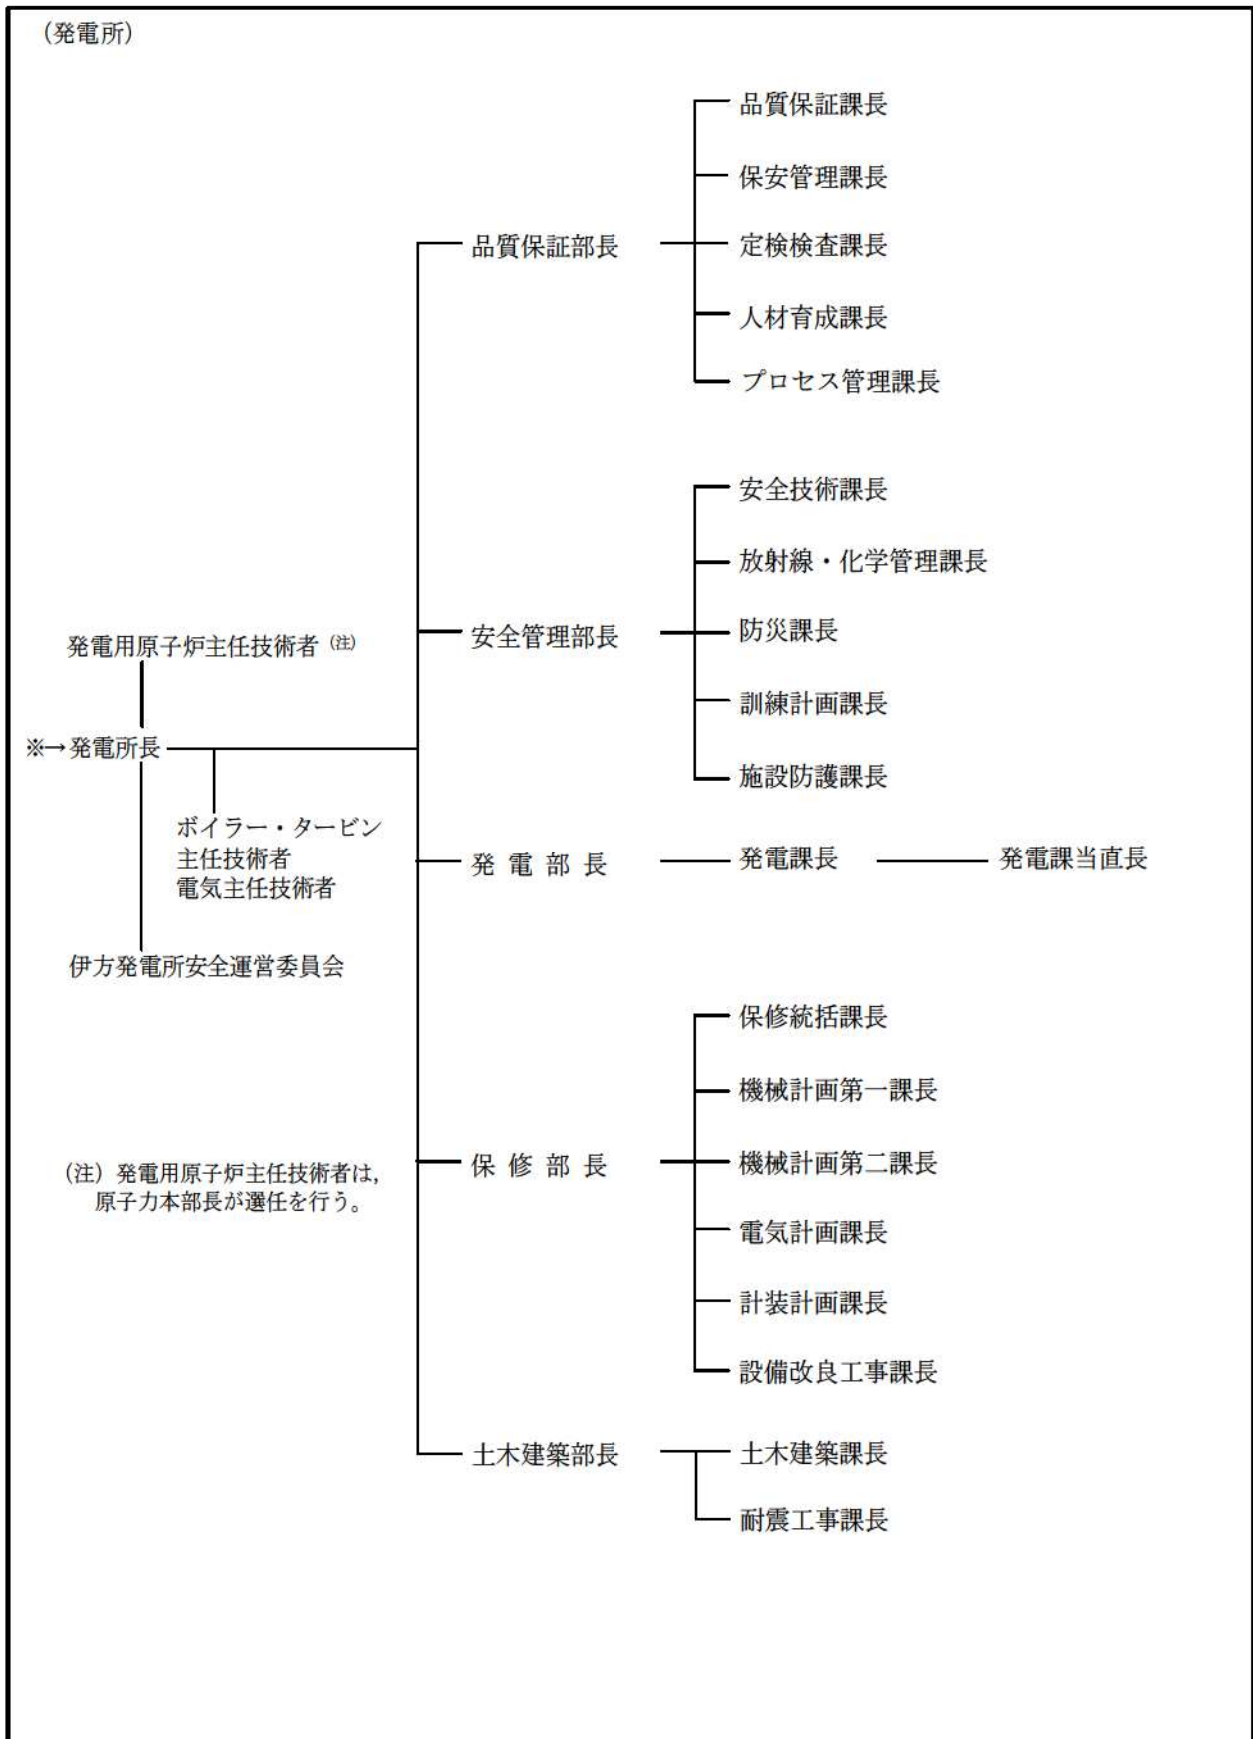 （発電所）
品質保証課長
保安管理課長
品質保証部長
定検検査課長
人材育成課長
プロセス管理課長
安全技術課長
放射線・化学管理課長
発電用原子炉主任技術者（注）
安全管理部長
防災課長
訓練計画課長
※→発電所長
施設防護課長
ボイラー・タービン
主任技術者
電気主任技術者
発電部長
発電課長
発電課当直長
伊方発電所安全運営委員会
保修統括課長
機械計画第一課長
（注）発電用原子炉主任技術者は，
原子力本部長が選任を行う。
保修部長
機械計画第二課長
電気計画課長
計装計画課長
設備改良工事課長
土木建築部長
土木建築課長
耐震工事課長